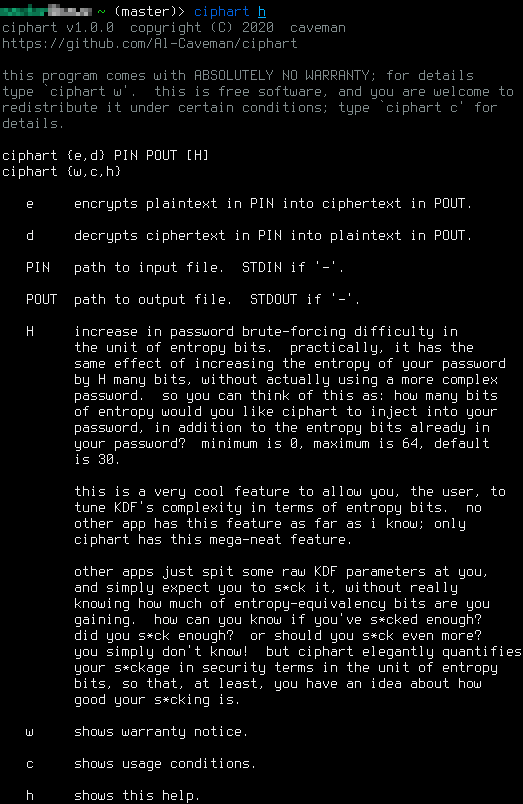 ~ (master)> ciphart h
ciphart v1.0.0  copyright (C) 2020  caveman
https://github.com/Al-Caveman/ciphart
this program comes with ABSOLUTELY NO WARRANTY; for details
type `ciphart w'.  this is free software, and you are welcome to
redistribute it under certain conditions; type `ciphart c' for
details.
ciphart {e,d} PIN POUT [H]
ciphart {w,c,h}
e     encrypts plaintext in PIN into ciphertext in POUT.
d     decrypts ciphertext in PIN into plaintext in POUT.
PIN   path to input file.  STDIN if '-'.
POUT  path to output file.  STDOUT if '-'.
H     increase in password brute-forcing difficulty in
the unit of entropy bits.  practically, it has the
same effect of increasing the entropy of your password
by H many bits, without actually using a more complex
password.  so you can think of this as: how many bits
of entropy would you like ciphart to inject into your
password, in addition to the entropy bits already in
your password?  minimum is 0, maximum is 64, default
is 30.
this is a very cool feature to allow you, the user, to
tune KDF's complexity in terms of entropy bits.  no
other app has this feature as far as i know; only
ciphart has this mega-neat feature.
other apps just spit some raw KDF parameters at you,
and simply expect you to s*ck it, without really
knowing how much of entropy-equivalency bits are you
gaining.  how can you know if you've s*cked enough?
did you s*ck enough?  or should you s*ck even more?
you simply don't know!  but ciphart elegantly quantifies
your s*ckage in security terms in the unit of entropy
bits, so that, at least, you have an idea about how
good your s*cking is.
w     shows warranty notice.
c     shows usage conditions.
h     shows this help.